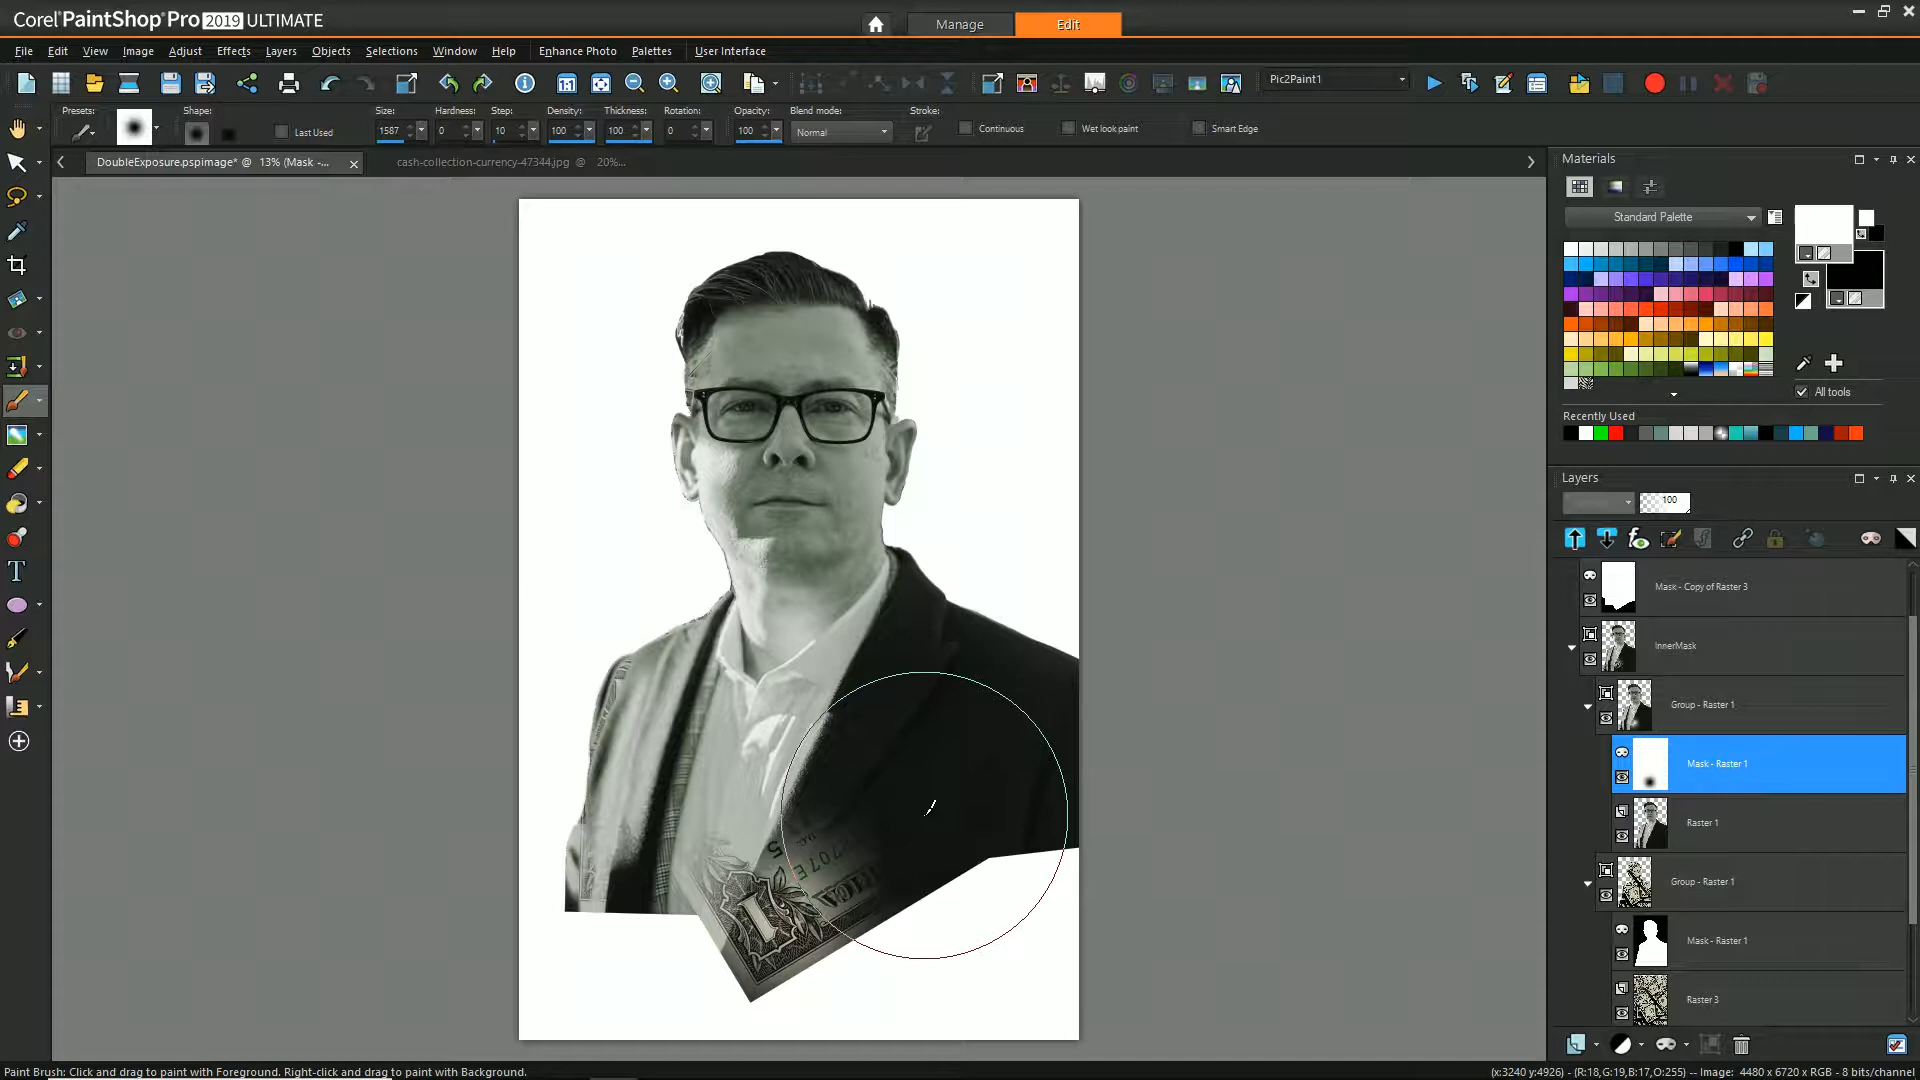 Corel PaintShop Pro 2019 ULTIMATE
Manage
Edit
File Edit View Image Adjust Effects Layers Objects Selections Window Help Enhance Photo Palettes User Interface
Pic2Paint1
Presets: Shape: Size: Hardness: Step: Density: Thickness: Rotation: Opacity: Blend mode: Stroke:
Last Used 1587 0 10 100 100 0 100 Normal Continuous Wet look paint Smart Edge
DoubleExposure.pspimage* @ 13% (Mask -...
cash-collection-currency-47344.jpg @ 20%...
Materials
Standard Palette
All tools
Recently Used
Layers
100
Mask - Copy of Raster 3
InnerMask
Group - Raster 1
Mask - Raster 1
Raster 1
Group - Raster 1
Mask - Raster 1
Raster 3
5
707E
1
Paint Brush: Click and drag to paint with Foreground. Right-click and drag to paint with Background.
(x:3240 y:4926) - (R:18,G:19,B:17,O:255) -- Image: 4480 x 6720 x RGB - 8 bits/channel